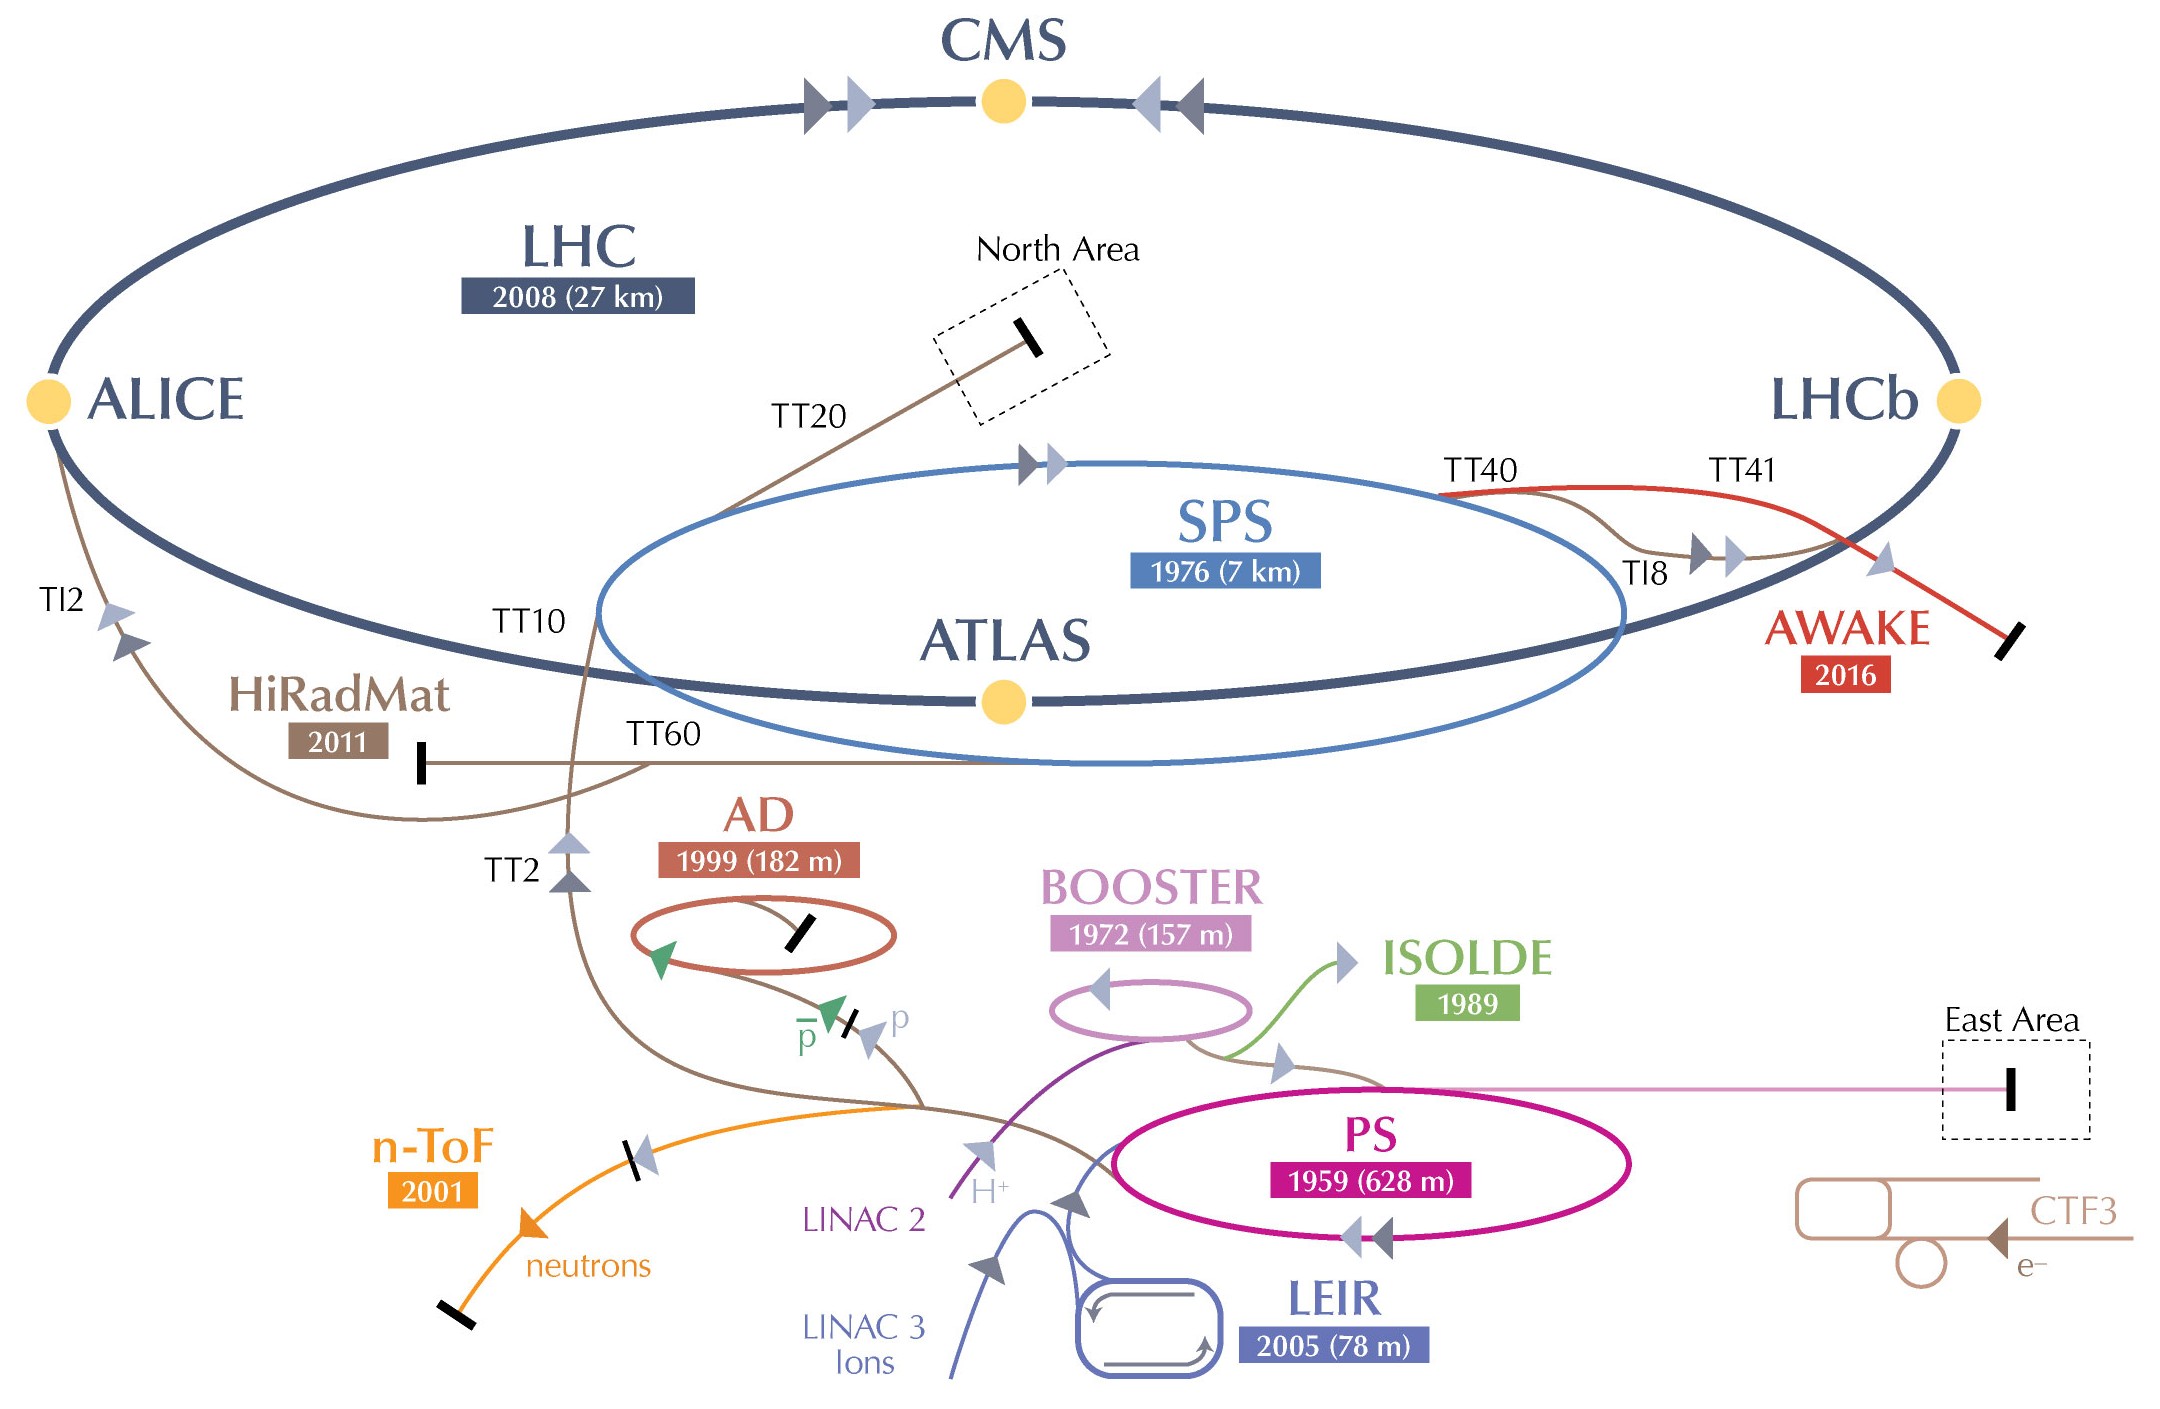 CMS
LHC
2008 (27 km)
North Area
ALICE
LHCb
TT20
TT40
TT41
SPS
1976 (7 km)
TI8
TI2
TT10
ATLAS
AWAKE
2016
HiRadMat
2011
TT60
AD
1999 (182 m)
TT2
BOOSTER
1972 (157 m)
ISOLDE
1989
p̅
p
East Area
n-ToF
2001
PS
1959 (628 m)
H⁺
LINAC 2
CTF3
e⁻
neutrons
LEIR
2005 (78 m)
LINAC 3
Ions